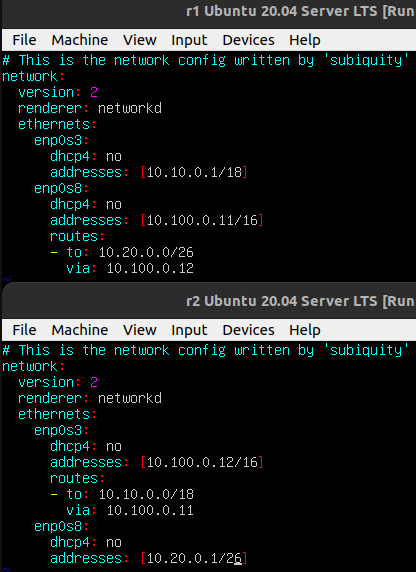 r1 Ubuntu 20.04 Server LTS [Run
File Machine View Input Devices Help
# This is the network config written by 'subiquity'
network:
  version: 2
  renderer: networkd
  ethernets:
    enp0s3:
      dhcp4: no
      addresses: [10.10.0.1/18]
    enp0s8:
      dhcp4: no
      addresses: [10.100.0.11/16]
      routes:
      - to: 10.20.0.0/26
        via: 10.100.0.12
~
r2 Ubuntu 20.04 Server LTS [Run
File Machine View Input Devices Help
# This is the network config written by 'subiquity'
network:
  version: 2
  renderer: networkd
  ethernets:
    enp0s3:
      dhcp4: no
      addresses: [10.100.0.12/16]
      routes:
      - to: 10.10.0.0/18
        via: 10.100.0.11
    enp0s8:
      dhcp4: no
      addresses: [10.20.0.1/26]